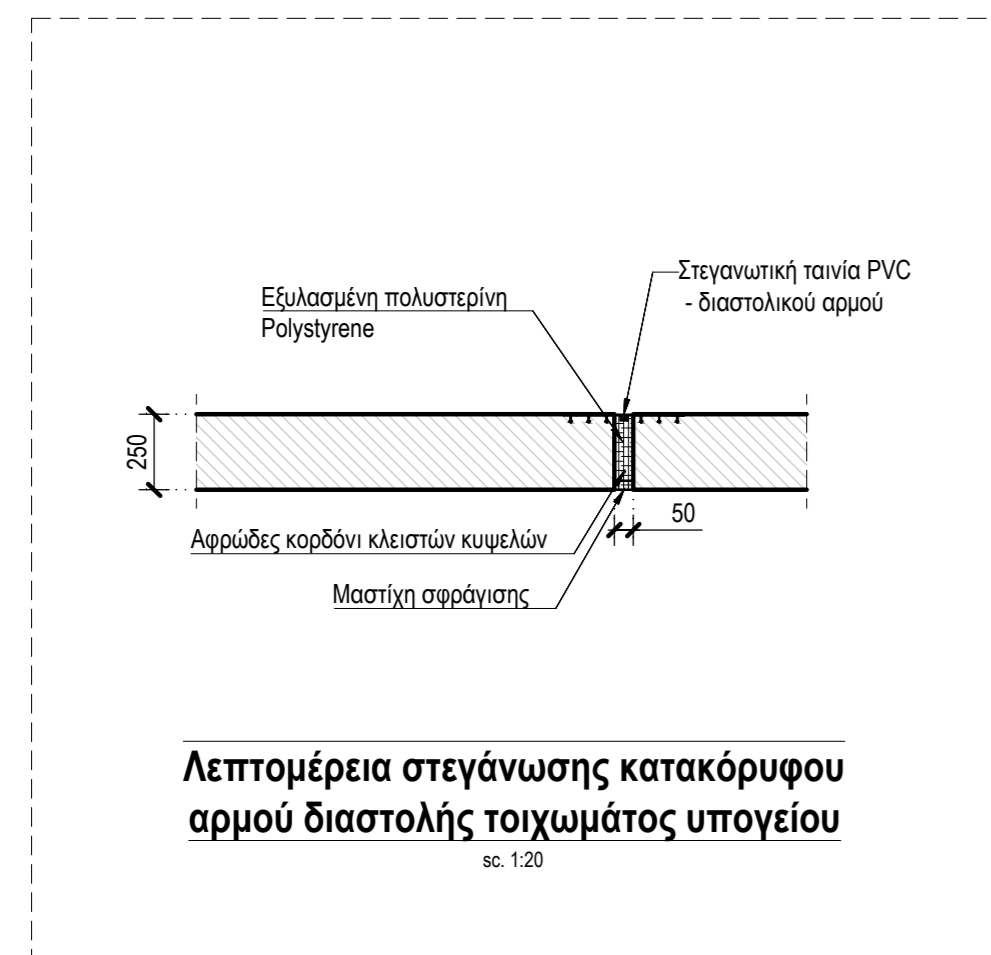 Στεγανωτική ταινία PVC
- διαστολικού αρμού
Εξυλασμένη πολυστερίνη
Polystyrene
250
50
Αφρώδες κορδόνι κλειστών κυψελών
Μαστίχη σφράγισης
Λεπτομέρεια στεγάνωσης κατακόρυφου
αρμού διαστολής τοιχωμάτος υπογείου
sc. 1:20